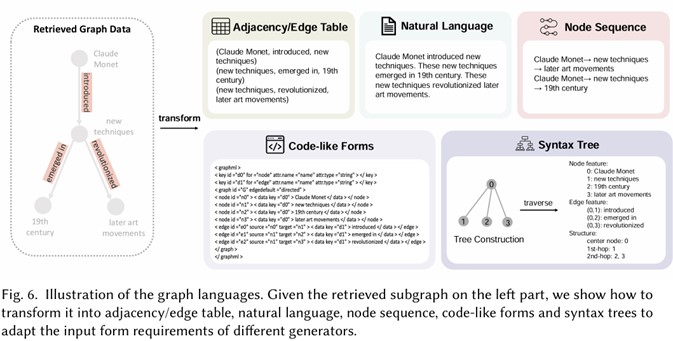 Retrieved Graph Data
Claude
Monet
introduced
new
techniques
emerged in
revolutionized
19th
century
later art
movements
transform
Adjacency/Edge Table
(Claude Monet, introduced, new
techniques)
(new techniques, emerged in, 19th
century)
(new techniques, revolutionized,
later art movements)
Natural Language
Claude Monet introduced new
techniques. These new techniques
emerged in 19th century. These
new techniques revolutionized later
art movements.
Node Sequence
Claude Monet→ new techniques
→ later art movements
Claude Monet→ new techniques
→ 19th century
Code-like Forms
< graphml >
< key id ="d0" for ="node" attr.name ="name" attr.type ="string" > </ key >
< key id ="d1" for ="edge" attr.name ="name" attr.type ="string" > </ key >
< graph id ="G" edgedefault ="directed" >
< node id ="n0" > < data key ="d0" > Claude Monet </ data > </ node >
< node id ="n1" > < data key ="d0" > new techniques </ data > </ node >
< node id ="n2" > < data key ="d0" > 19th century </ data > </ node >
< node id ="n3" > < data key ="d0" > later art movements </ data > </ node >
< edge id ="e0" source ="n0" target ="n1" > < data key ="d1" > introduced </ data > </ edge >
< edge id ="e1" source ="n1" target ="n2" > < data key ="d1" > emerged in </ data > </ edge >
< edge id ="e2" source ="n1" target ="n3" > < data key ="d1" > revolutionized </ data > </ edge >
</ graph >
</ graphml >
Syntax Tree
0
1
2
3
Tree Construction
traverse
Node feature:
0: Claude Monet
1: new techniques
2: 19th century
3: later art movements
Edge feature:
(0,1): introduced
(0,2): emerged in
(0,3): revolutionized
Structure:
center node: 0
1st-hop: 1
2nd-hop: 2, 3
Fig. 6. Illustration of the graph languages. Given the retrieved subgraph on the left part, we show how to
transform it into adjacency/edge table, natural language, node sequence, code-like forms and syntax trees to
adapt the input form requirements of different generators.